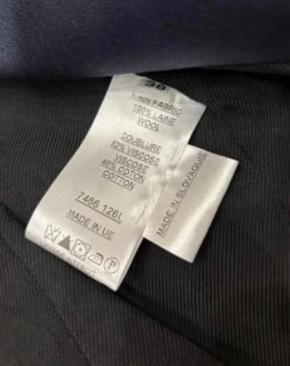 38
MAIN FABRIC
100% LAINE
WOOL
DOUBLURE
52% VISCOSE
VISCOSE
48% COTON
COTTON
7466 126L
MADE IN UE
MADE IN SLOVAQUIE